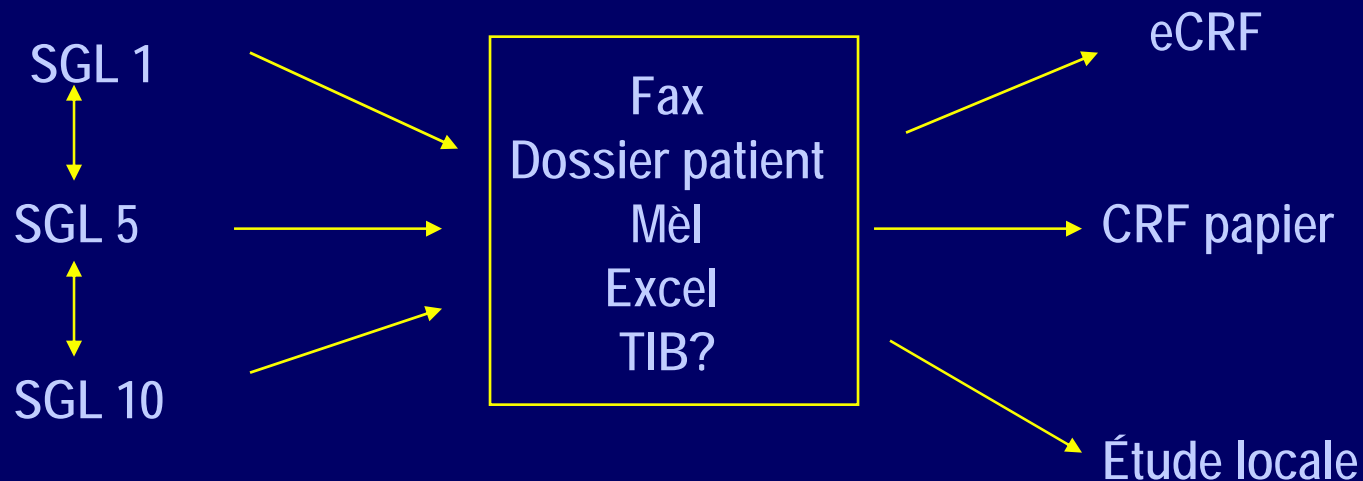 SGL 1
SGL 5
SGL 10
Fax
Dossier patient
Mèl
Excel
TIB?
eCRF
CRF papier
Étude locale